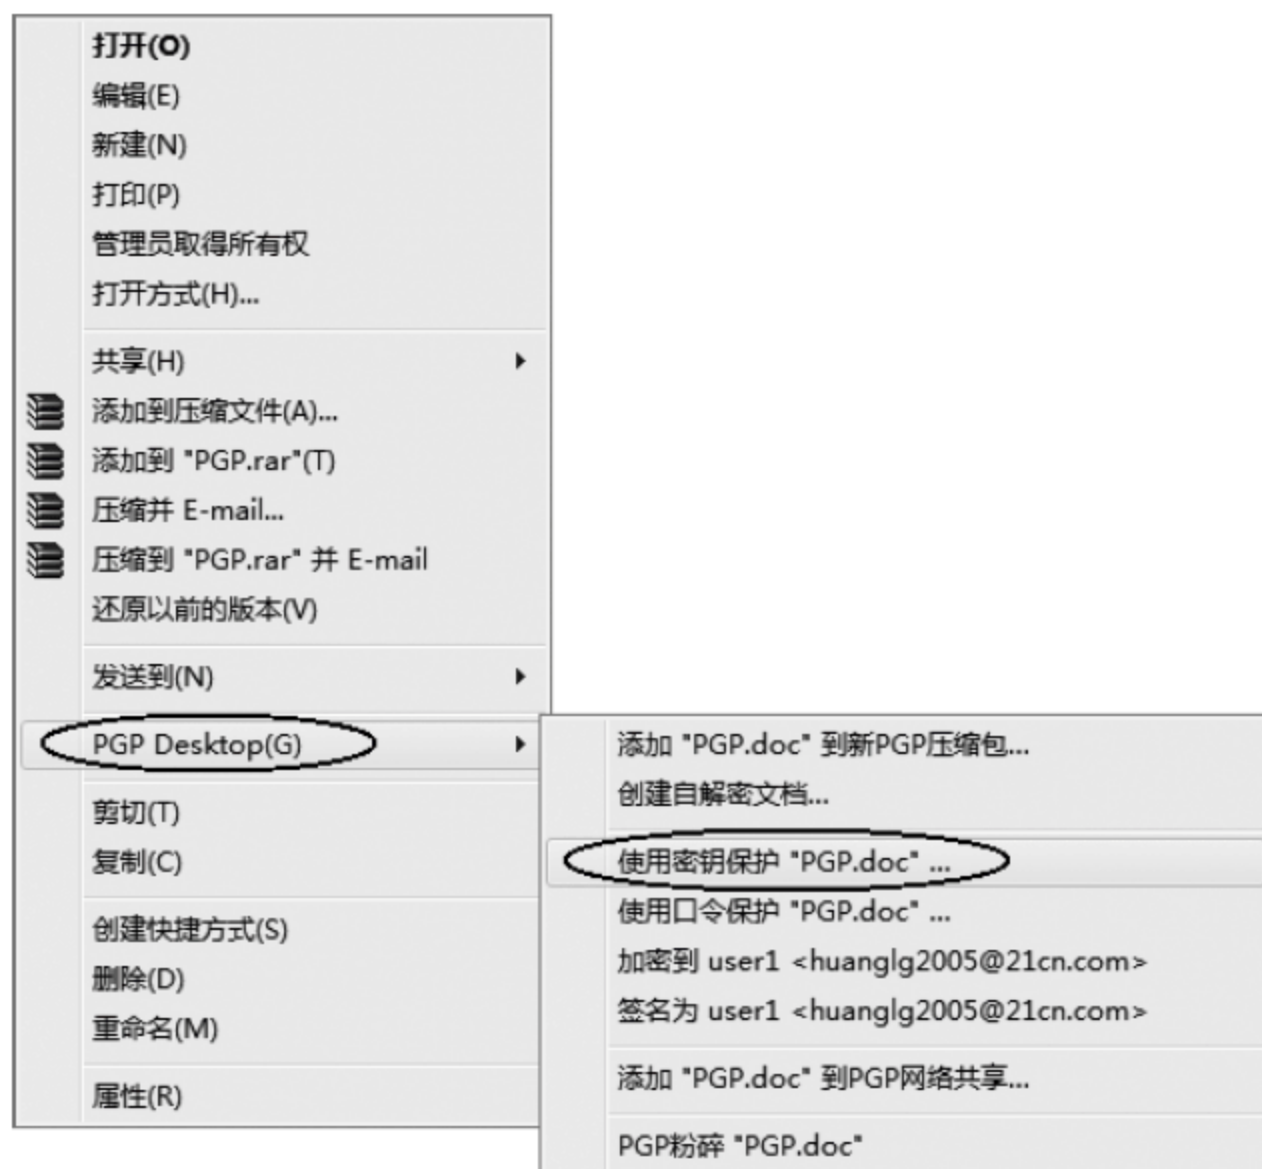 打开(O)
编辑(E)
新建(N)
打印(P)
管理员取得所有权
打开方式(H)...
共享(H)
添加到压缩文件(A)...
添加到 "PGP.rar"(T)
压缩并 E-mail...
压缩到 "PGP.rar" 并 E-mail
还原以前的版本(V)
发送到(N)
PGP Desktop(G)
剪切(T)
复制(C)
创建快捷方式(S)
删除(D)
重命名(M)
属性(R)
添加 "PGP.doc" 到新PGP压缩包...
创建自解密文档...
使用密钥保护 "PGP.doc" ...
使用口令保护 "PGP.doc" ...
加密到 user1 <huanglg2005@21cn.com>
签名为 user1 <huanglg2005@21cn.com>
添加 "PGP.doc" 到PGP网络共享...
PGP粉碎 "PGP.doc"